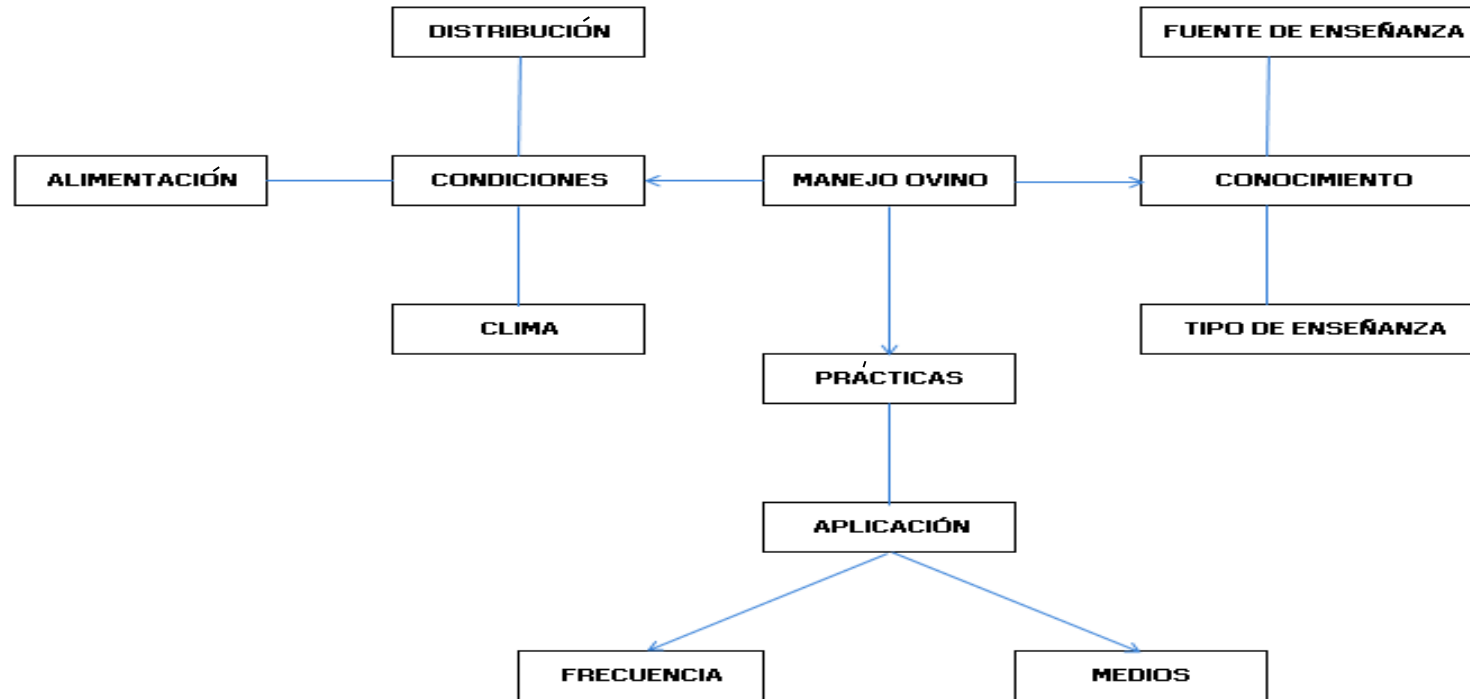 DISTRIBUCIÓN
FUENTE DE ENSEÑANZA
ALIMENTACIÓN
CONDICIONES
MANEJO OVINO
CONOCIMIENTO
CLIMA
TIPO DE ENSEÑANZA
PRÁCTICAS
APLICACIÓN
FRECUENCIA
MEDIOS